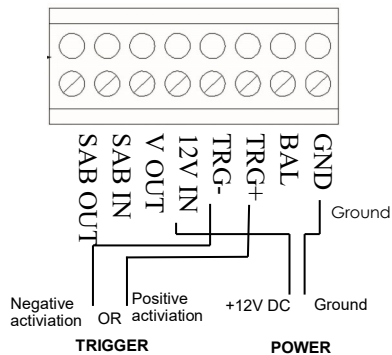 SAB OUT
SAB IN
V OUT
12V IN
TRG-
TRG+
BAL
GND
Ground
Negative
activiation
OR
Positive
activiation
+12V DC
Ground
TRIGGER
POWER